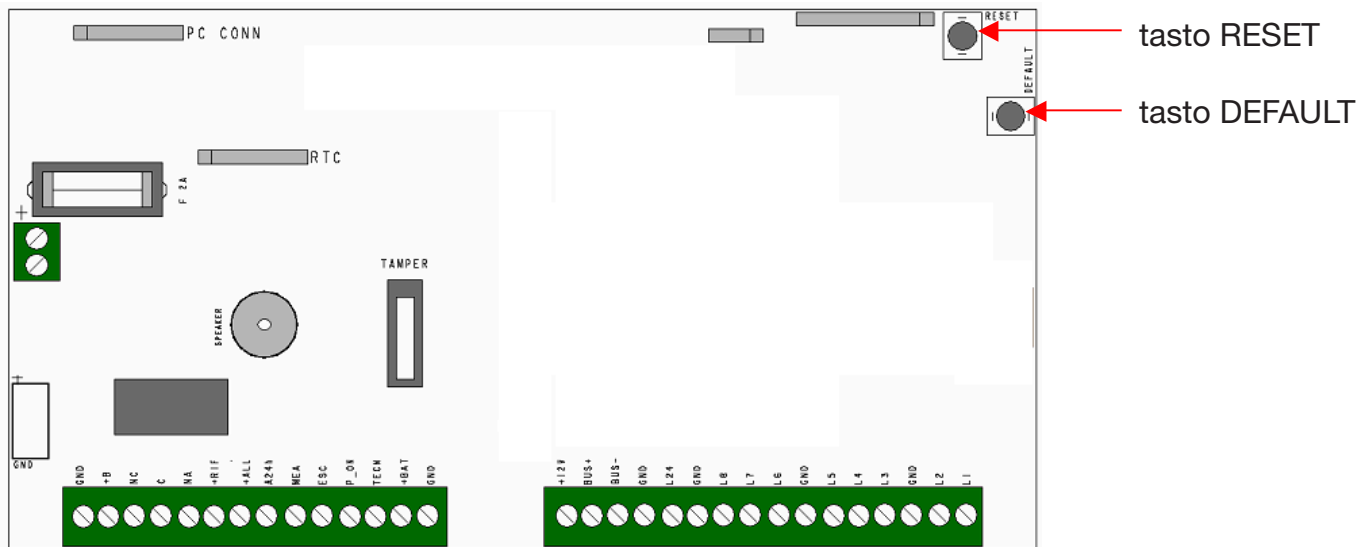 PC CONN
RESET
tasto RESET
DEFAULT
tasto DEFAULT
RTC
F 2A
+
TAMPER
SPEAKER
+
GND
GND +B NC C NA +RIF +ALL A24h MEA ESC P_ON TECN +BAT GND
+12V BUS+ BUS- GND L24 GND L8 L7 L6 GND L5 L4 L3 GND L2 L1